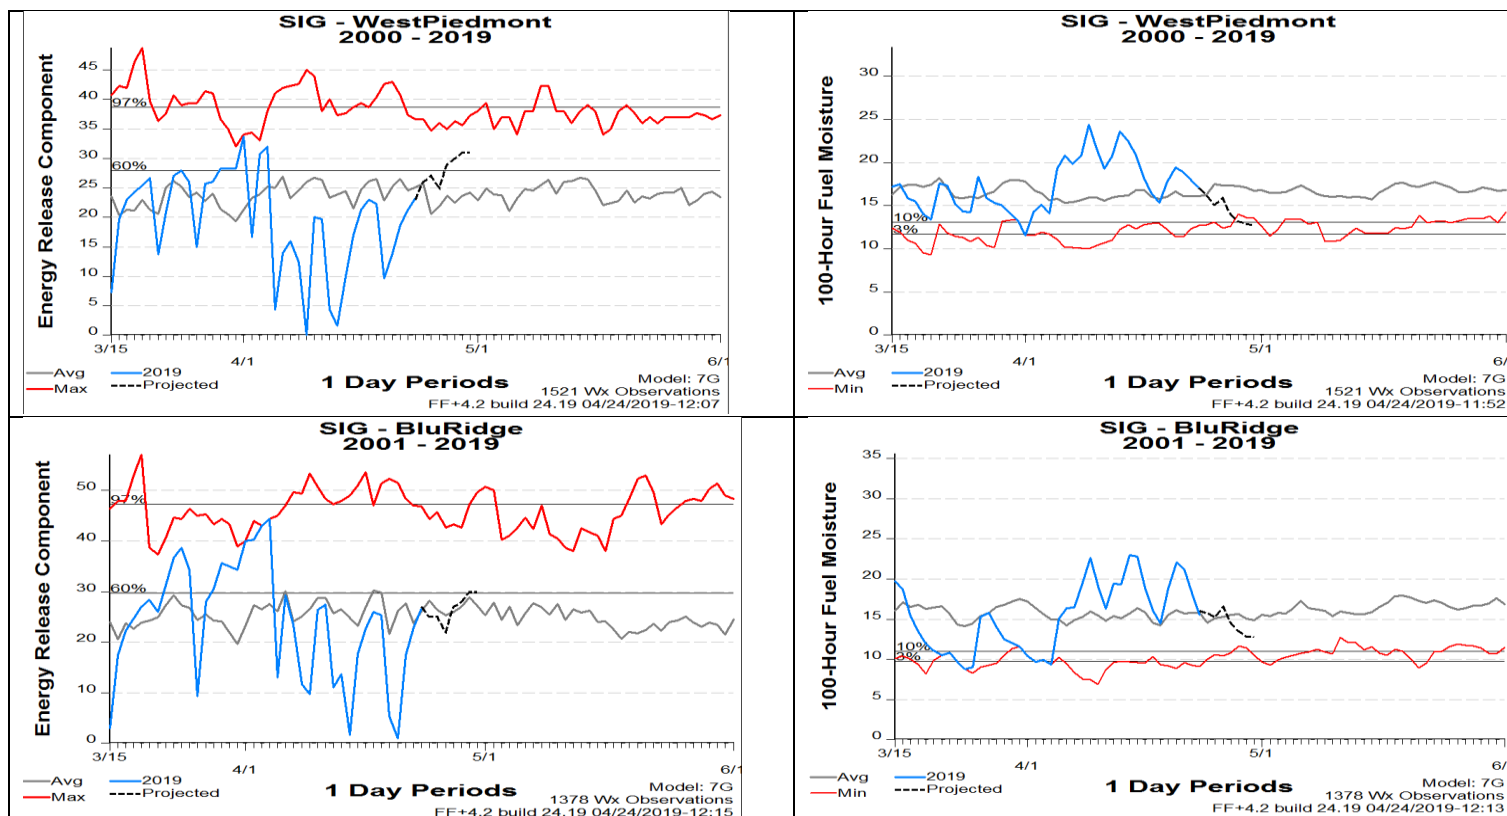 SIG - WestPiedmont
2000 - 2019
Energy Release Component
45
40
97%
35
30
60%
25
20
15
10
5
0
3/15
4/1
5/1
6/1
Avg
2019
Max
Projected
1 Day Periods
Model: 7G
1521 Wx Observations
FF+4.2 build 24.19 04/24/2019-12:07
SIG - WestPiedmont
2000 - 2019
100-Hour Fuel Moisture
30
25
20
15
10%
3%
10
5
0
3/15
4/1
5/1
6/
Avg
2019
Min
Projected
1 Day Periods
Model: 7G
1521 Wx Observations
FF+4.2 build 24.19 04/24/2019-11:52
SIG - BluRidge
2001 - 2019
Energy Release Component
50
97%
40
30
60%
20
10
0
3/15
4/1
5/1
6/1
Avg
2019
Max
Projected
1 Day Periods
Model: 7G
1378 Wx Observations
FF+4.2 build 24.19 04/24/2019-12:15
SIG - BluRidge
2001 - 2019
100-Hour Fuel Moisture
35
30
25
20
15
10%
3%
10
5
0
3/15
4/1
5/1
6/
Avg
2019
Min
Projected
1 Day Periods
Model: 7G
1378 Wx Observations
FF+4.2 build 24.19 04/24/2019-12:13